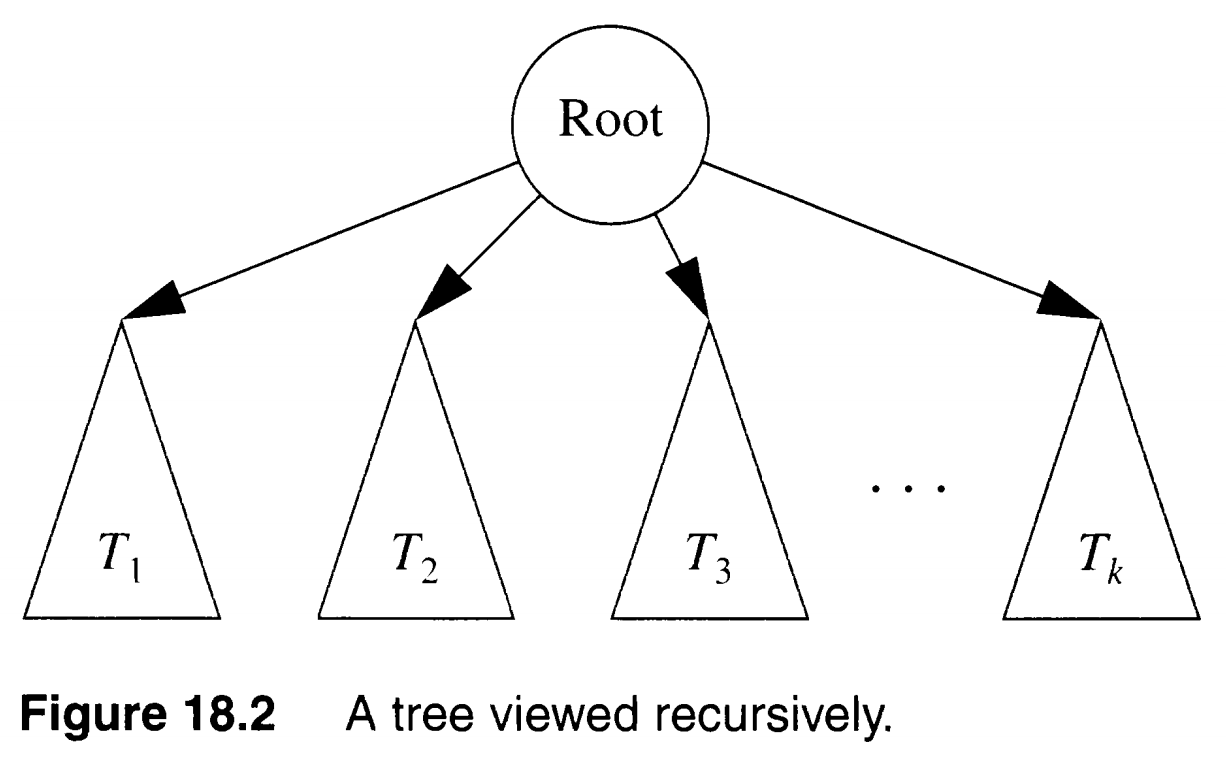 Root
T1 T2 T3 . . . Tk
Figure 18.2 A tree viewed recursively.